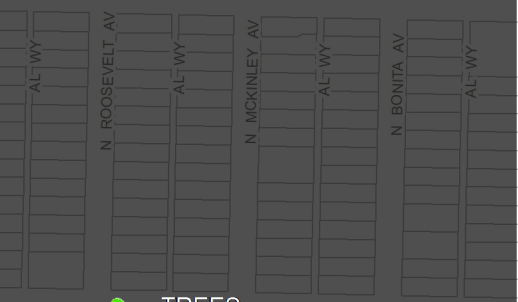 AL-WY
N ROOSEVELT AV
AL-WY
N MCKINLEY AV
AL-WY
N BONITA AV
AL-WY
TREES